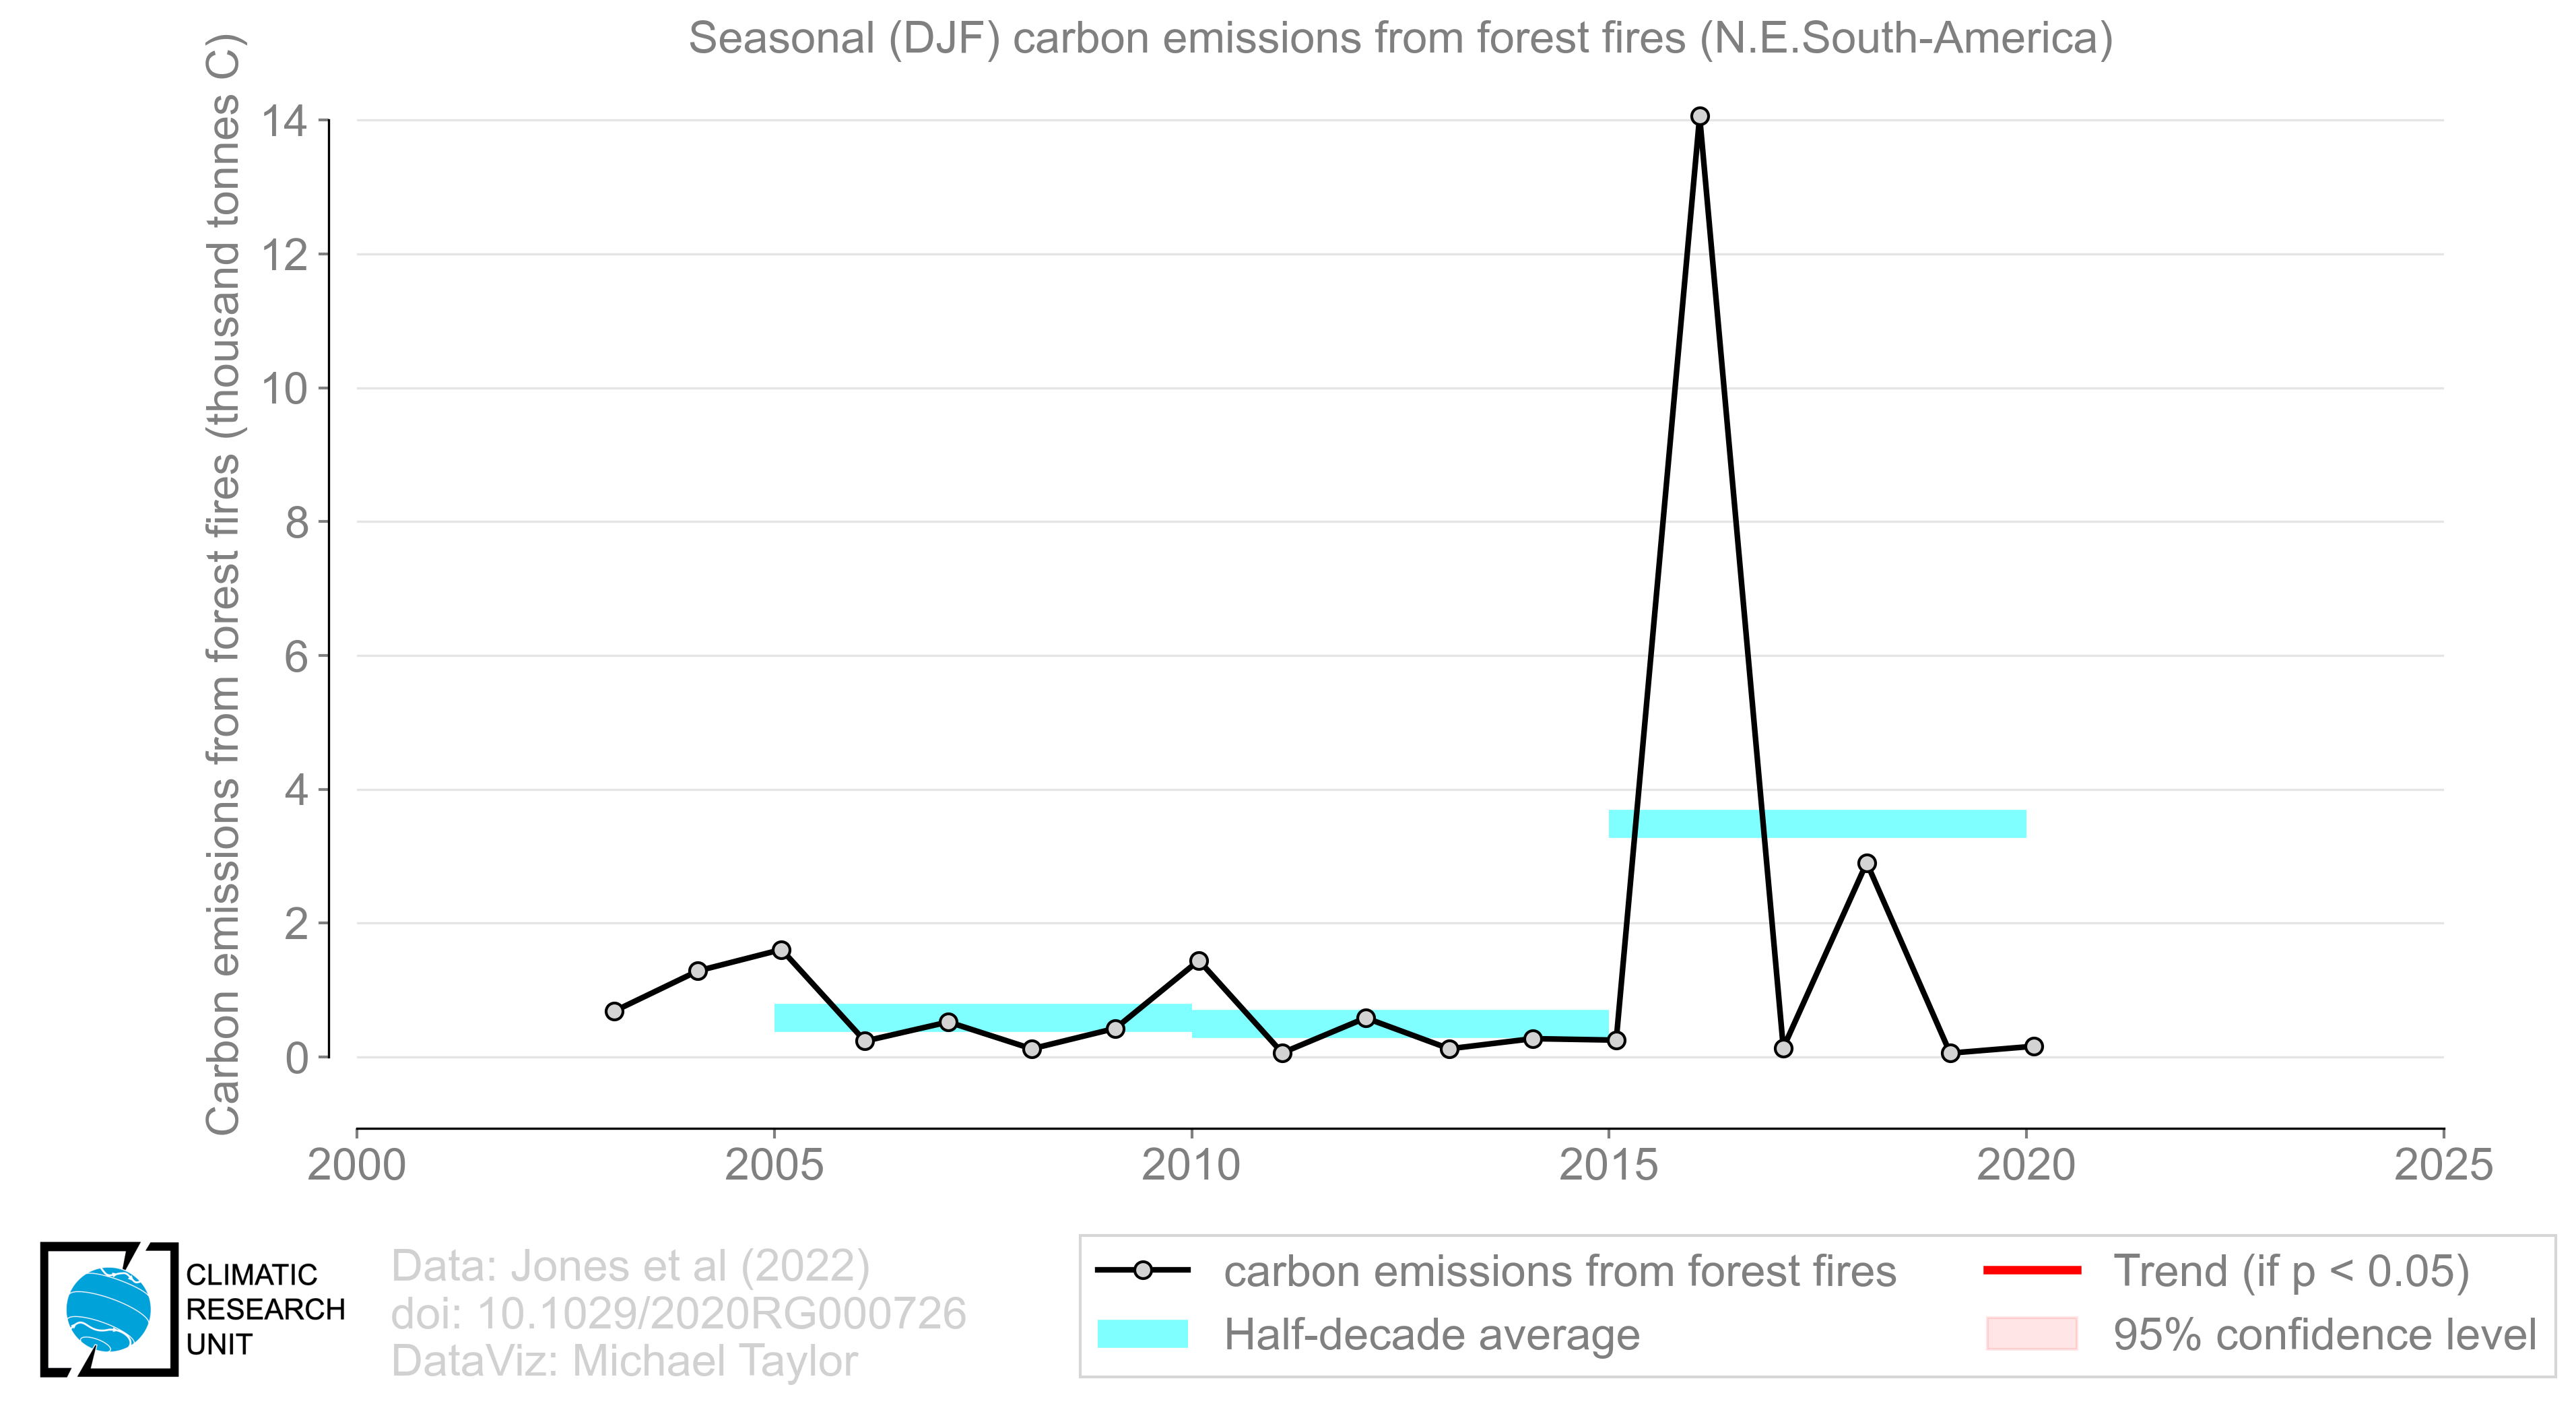 Seasonal (DJF) carbon emissions from forest fires (N.E.South-America)
Carbon emissions from forest fires (thousand tonnes C)
14
12
10
8
6
4
2
0
2000 2005 2010 2015 2020 2025
CLIMATIC
RESEARCH
UNIT
Data: Jones et al (2022)
doi: 10.1029/2020RG000726
DataViz: Michael Taylor
carbon emissions from forest fires
Half-decade average
Trend (if p < 0.05)
95% confidence level